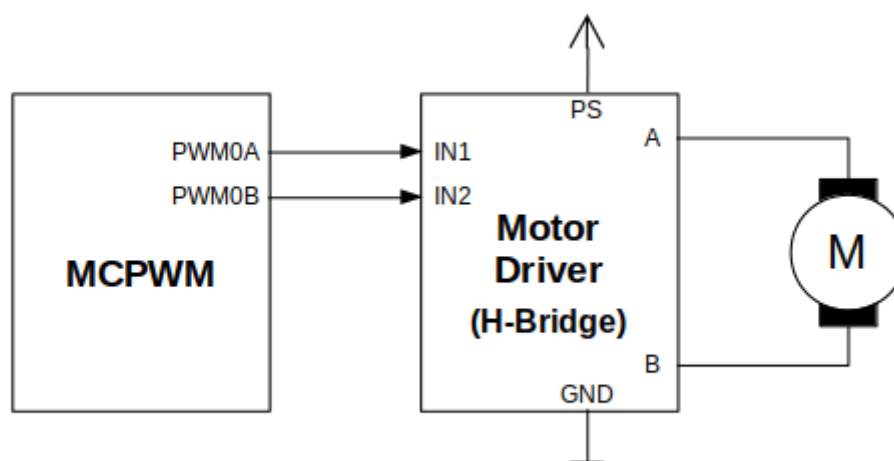 PS
PWM0A
IN1
A
PWM0B
IN2
MCPWM
Motor
Driver
(H-Bridge)
M
B
GND